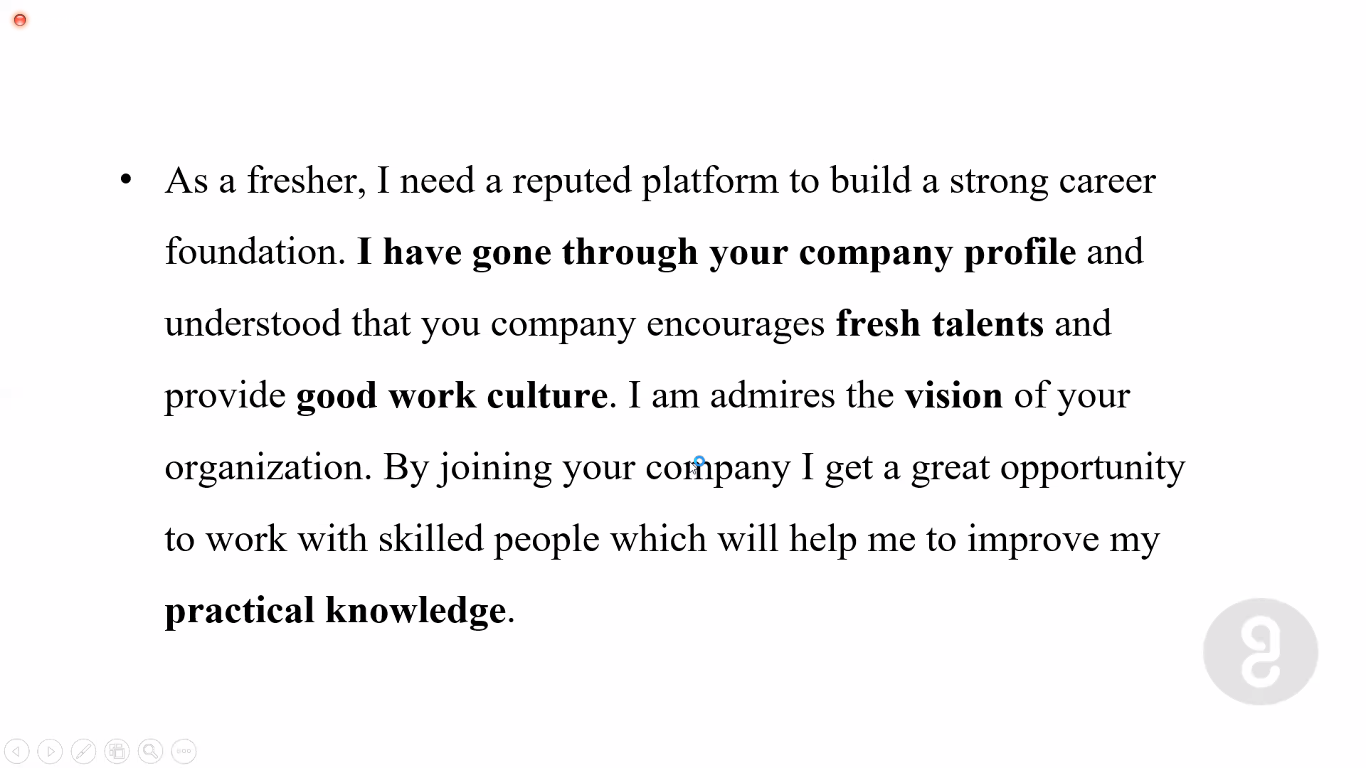 • As a fresher, I need a reputed platform to build a strong career
foundation. I have gone through your company profile and
understood that you company encourages fresh talents and
provide good work culture. I am admires the vision of your
organization. By joining your company I get a great opportunity
to work with skilled people which will help me to improve my
practical knowledge.